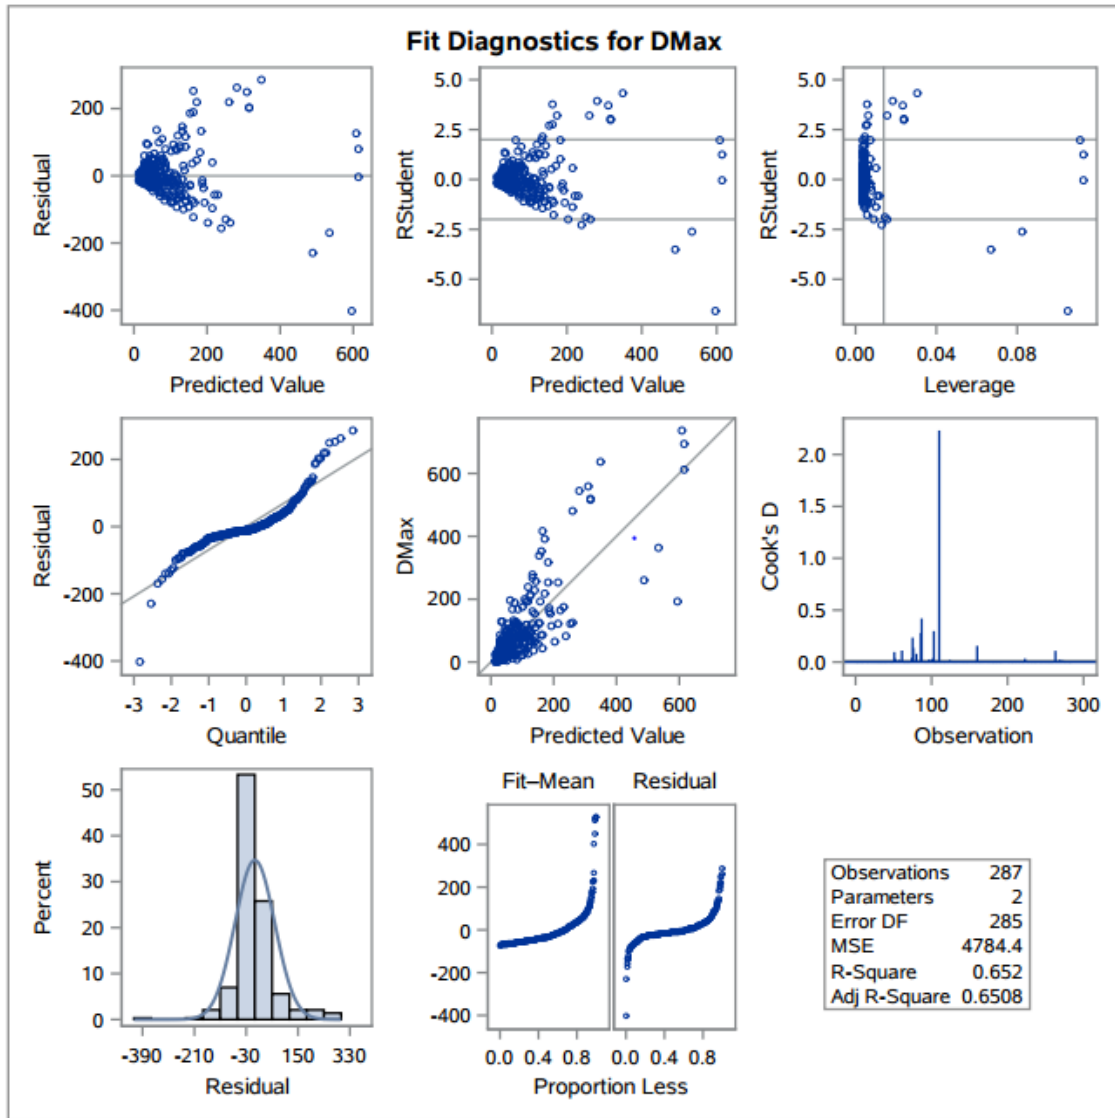 Fit Diagnostics for DMax
Residual
200
0
-200
-400
0 200 400 600
Predicted Value
RStudent
5.0
2.5
0.0
-2.5
-5.0
0 200 400 600
Predicted Value
RStudent
5.0
2.5
0.0
-2.5
-5.0
0.00 0.04 0.08
Leverage
Residual
200
0
-200
-400
-3 -2 -1 0 1 2 3
Quantile
DMax
600
400
200
0
0 200 400 600
Predicted Value
Cook's D
2.0
1.5
1.0
0.5
0.0
0 100 200 300
Observation
Percent
50
40
30
20
10
0
-390 -210 -30 150 330
Residual
Fit–Mean Residual
400
200
0
-200
-400
0.0 0.4 0.8 0.0 0.4 0.8
Proportion Less
Observations 287
Parameters 2
Error DF 285
MSE 4784.4
R-Square 0.652
Adj R-Square 0.6508